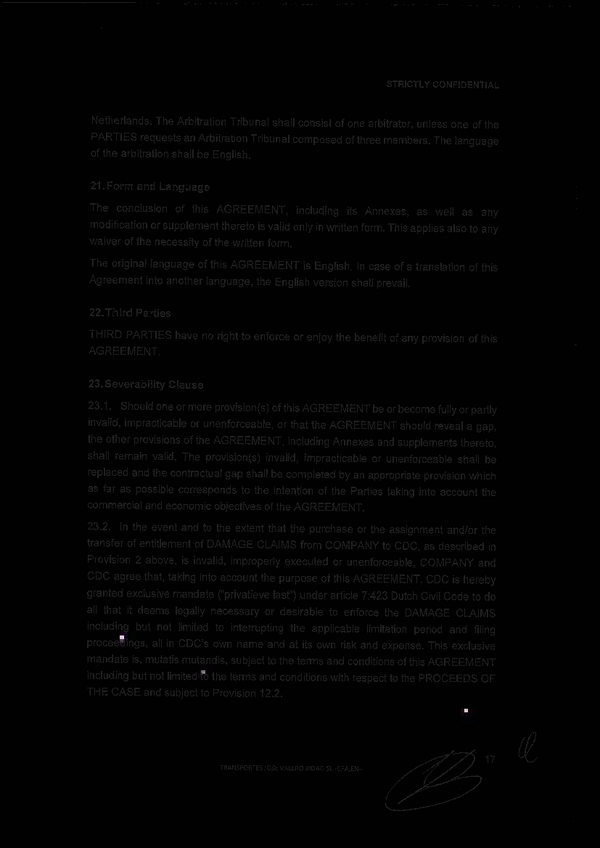 STRICTLY CONFIDENTIAL
Netherlands. The Arbitration Tribunal shall consist of one arbitrator, unless one of the
PARTIES requests an Arbitration Tribunal composed of three members. The language
of the arbitration shall be English.
21. Form and Language
The conclusion of this AGREEMENT, including its Annexes, as well as any
modification or supplement thereto is valid only in written form. This applies also to any
waiver of the necessity of the written form.
The original language of this AGREEMENT is English. In case of a translation of this
Agreement into another language, the English version shall prevail.
22. Third Parties
THIRD PARTIES have no right to enforce or enjoy the benefit of any provision of this
AGREEMENT.
23. Severability Clause
23.1. Should one or more provision(s) of this AGREEMENT be or become fully or partly
invalid, impracticable or unenforceable, or that the AGREEMENT should reveal a gap,
the other provisions of the AGREEMENT, including Annexes and supplements thereto,
shall remain valid. The provision(s) invalid, impracticable or unenforceable shall be
replaced and the contractual gap shall be completed by an appropriate provision which
as far as possible corresponds to the intention of the Parties taking into account the
commercial and economic objectives of the AGREEMENT.
23.2. In the event and to the extent that the purchase or the assignment and/or the
transfer of entitlement of DAMAGE CLAIMS from COMPANY to CDC, as described in
Provision 2 above, is invalid, improperly executed or unenforceable, COMPANY and
CDC agree that, taking into account the purpose of this AGREEMENT, CDC is hereby
granted exclusive mandate ("privatieve last") under article 7:423 Dutch Civil Code to do
all that it deems legally necessary or desirable to enforce the DAMAGE CLAIMS
including but not limited to interrupting the applicable limitation period and filing
proceedings, all in CDC's own name and at its own risk and expense. This exclusive
mandate is, mutatis mutandis, subject to the terms and conditions of this AGREEMENT
including but not limited to the terms and conditions with respect to the PROCEEDS OF
THE CASE and subject to Provision 12.2.
17
TRANSPORTES